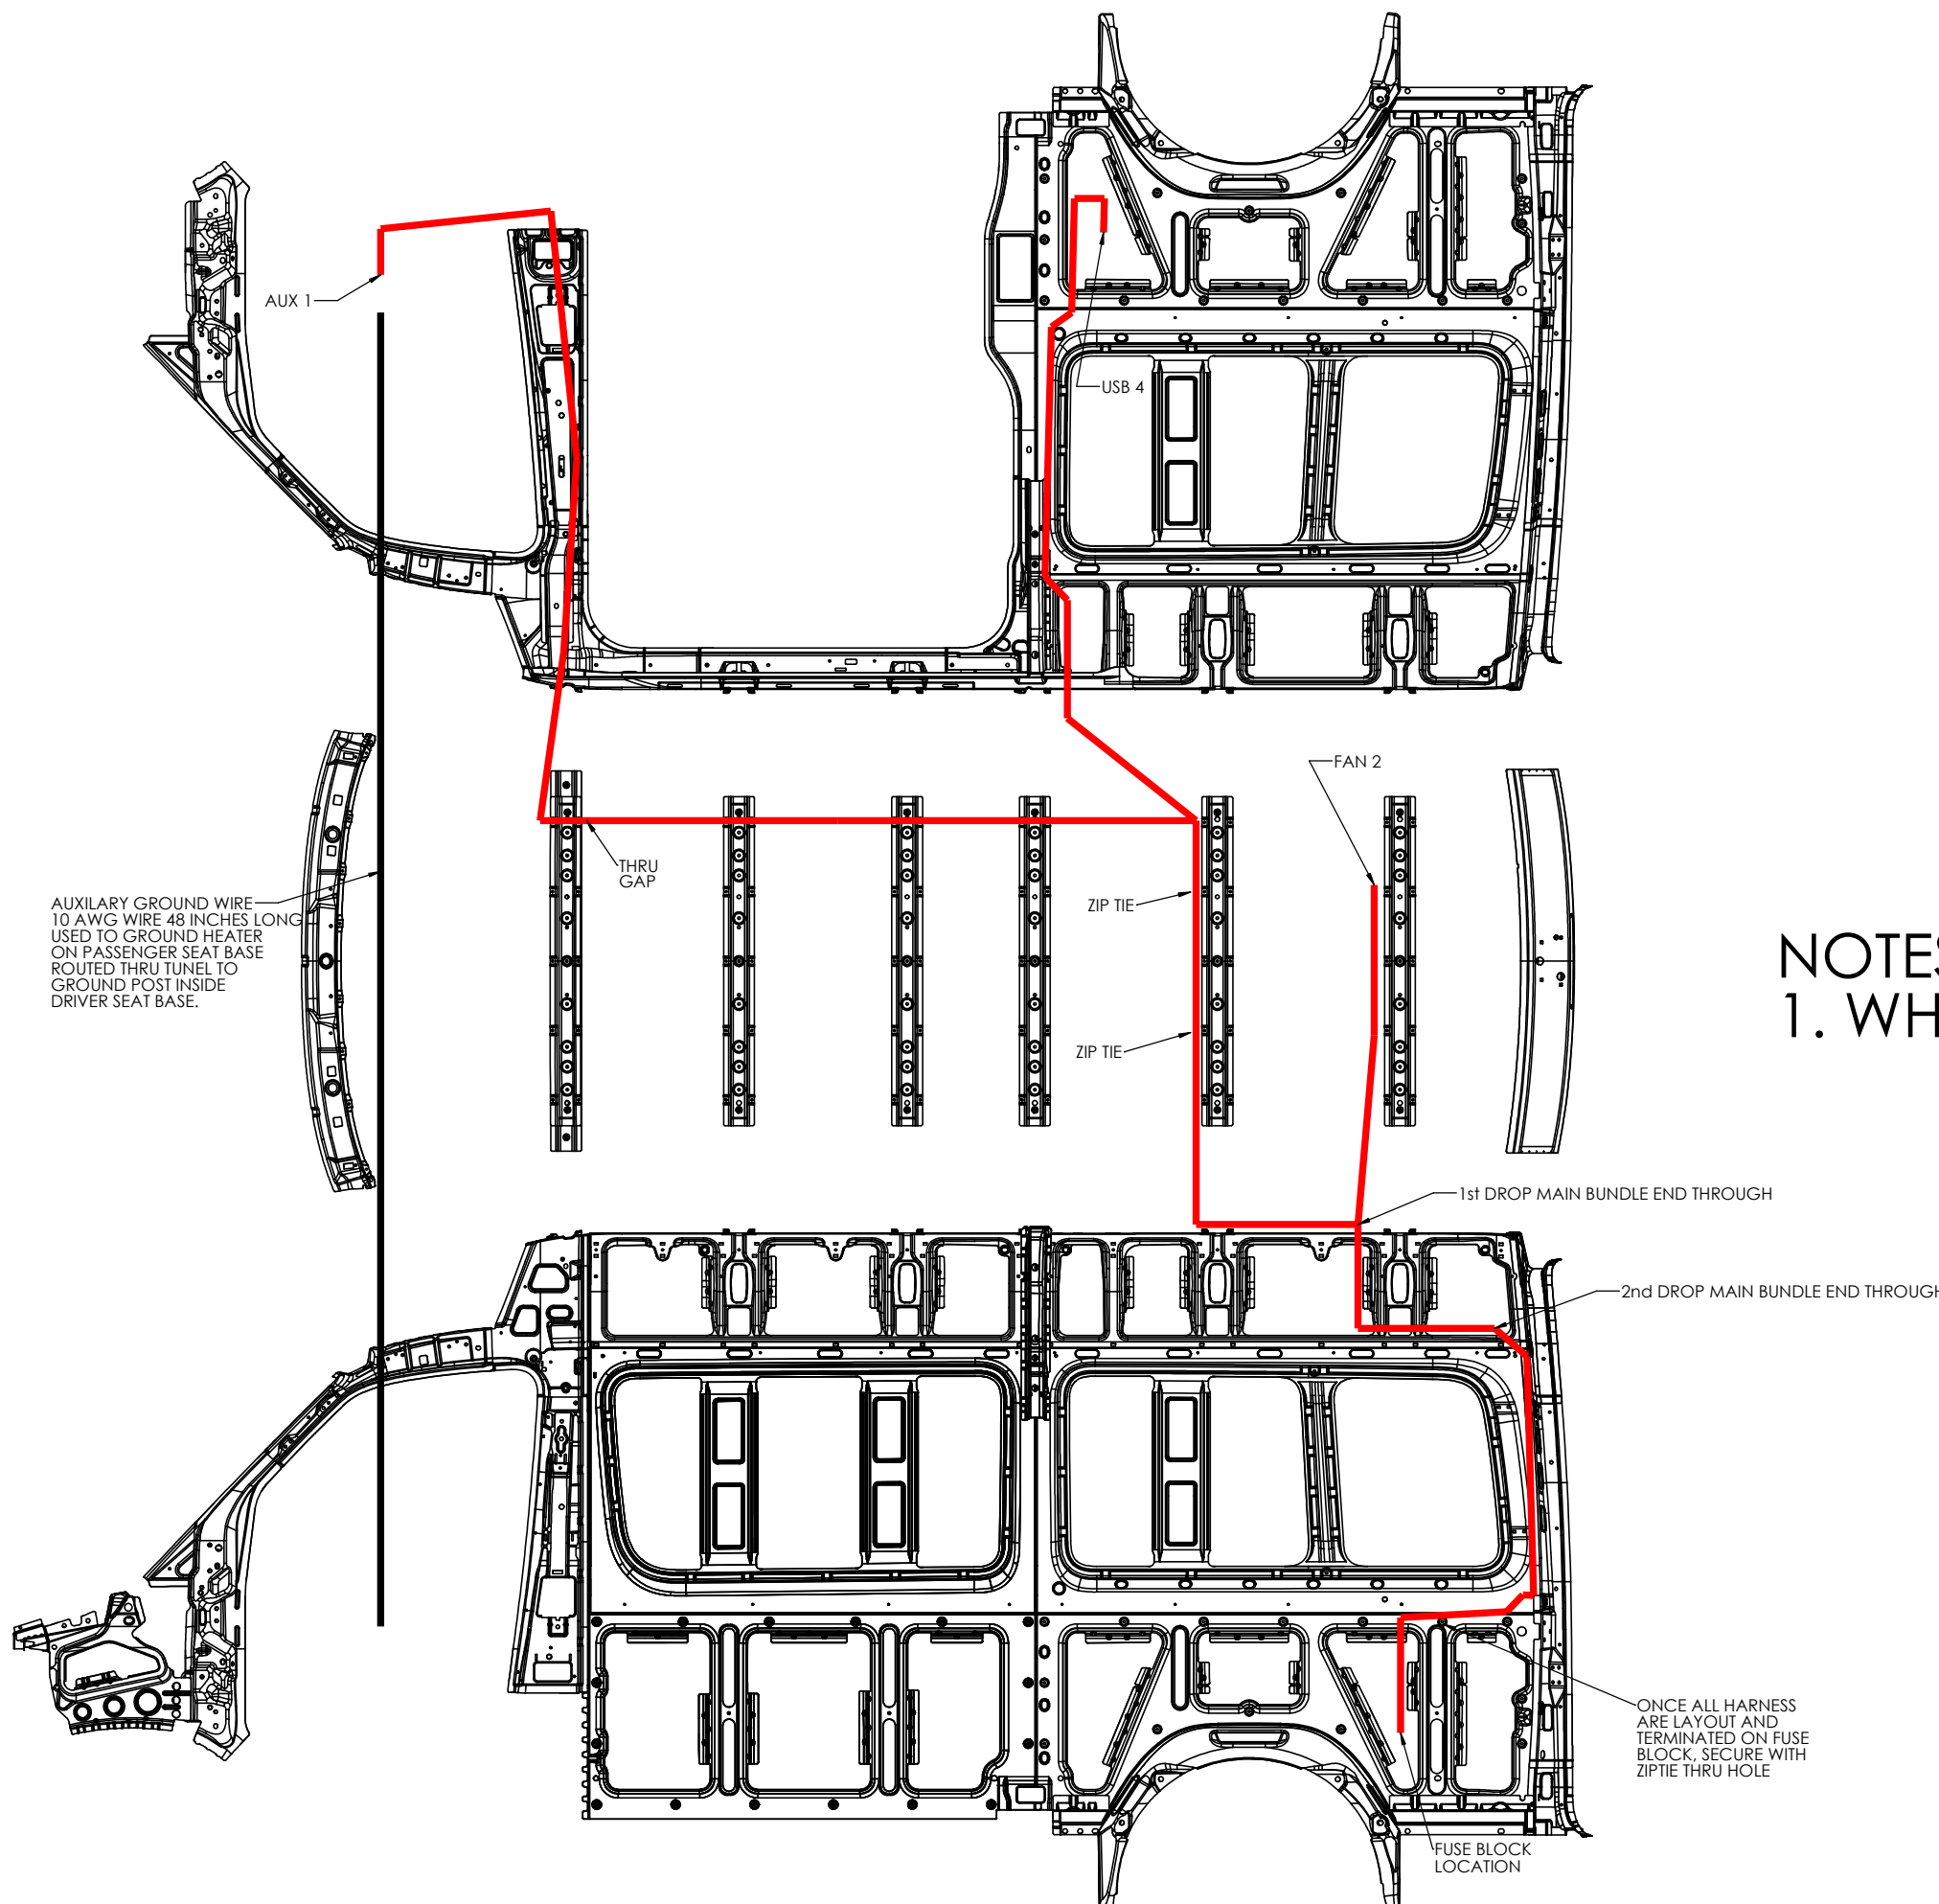 AUX 1
USB 4
FAN 2
THRU
GAP
ZIP TIE
AUXILARY GROUND WIRE
10 AWG WIRE 48 INCHES LONG
USED TO GROUND HEATER
ON PASSENGER SEAT BASE
ROUTED THRU TUNEL TO
GROUND POST INSIDE
DRIVER SEAT BASE.
NOTES
1. WH
ZIP TIE
1st DROP MAIN BUNDLE END THROUGH
2nd DROP MAIN BUNDLE END THROUGH
ONCE ALL HARNESS
ARE LAYOUT AND
TERMINATED ON FUSE
BLOCK, SECURE WITH
ZIPTIE THRU HOLE
FUSE BLOCK
LOCATION